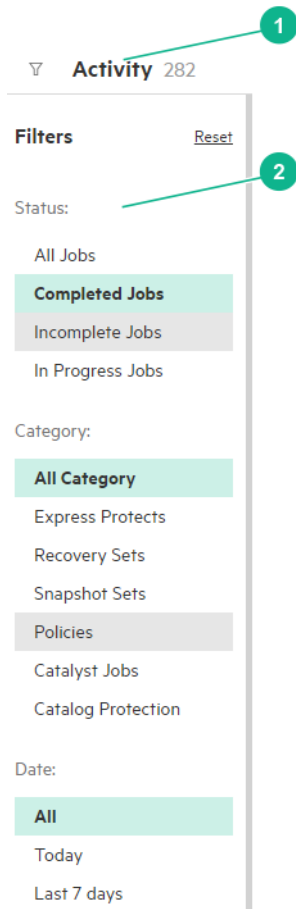 1
Activity 282
Filters Reset
2
Status:
All Jobs
Completed Jobs
Incomplete Jobs
In Progress Jobs
Category:
All Category
Express Protects
Recovery Sets
Snapshot Sets
Policies
Catalyst Jobs
Catalog Protection
Date:
All
Today
Last 7 days